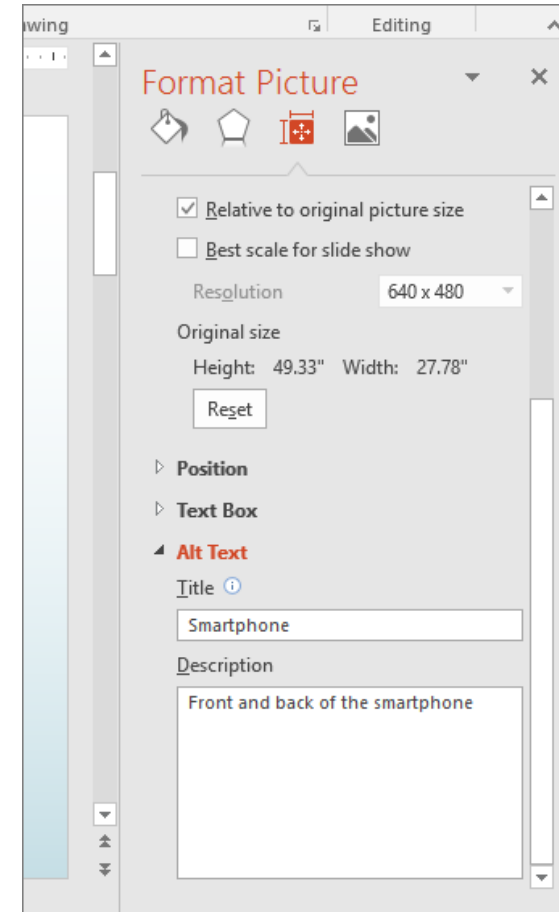 Editing
Format Picture
Relative to original picture size
Best scale for slide show
Resolution 640 x 480
Original size
Height: 49.33" Width: 27.78"
Reset
Position
Text Box
Alt Text
Title
Smartphone
Description
Front and back of the smartphone